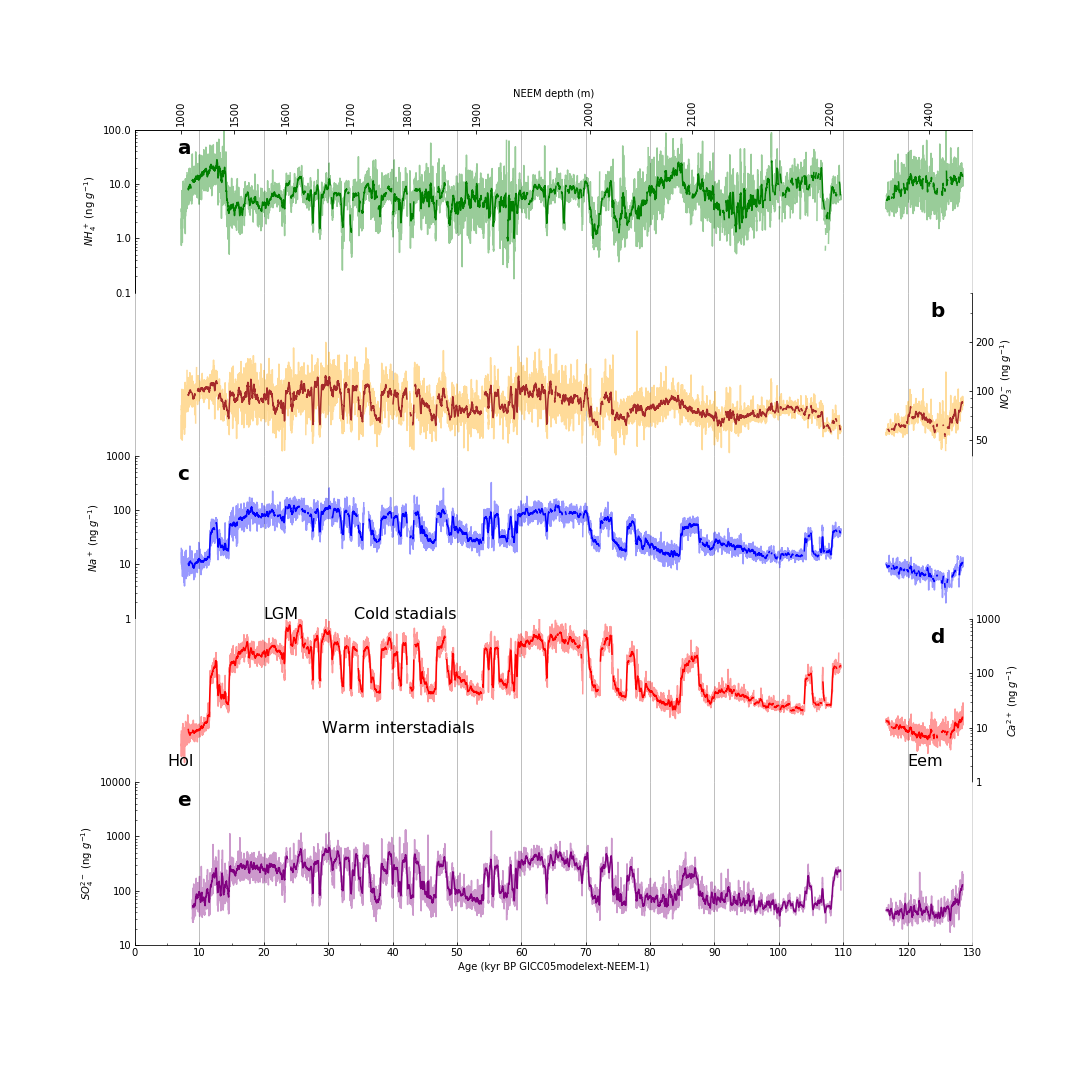 NEEM depth (m)
1000 1500 1600 1700 1800 1900 2000 2100 2200 2400
a
100.0
10.0
1.0
0.1
NH₄⁺ (ng g⁻¹)
b
200
100
50
NO₃⁻ (ng g⁻¹)
c
1000
100
10
1
Na⁺ (ng g⁻¹)
LGM Cold stadials
d
1000
100
10
1
Ca²⁺ (ng g⁻¹)
Warm interstadials
Hol Eem
e
10000
1000
100
10
SO₄²⁻ (ng g⁻¹)
0 10 20 30 40 50 60 70 80 90 100 110 120 130
Age (kyr BP GICC05modelext-NEEM-1)